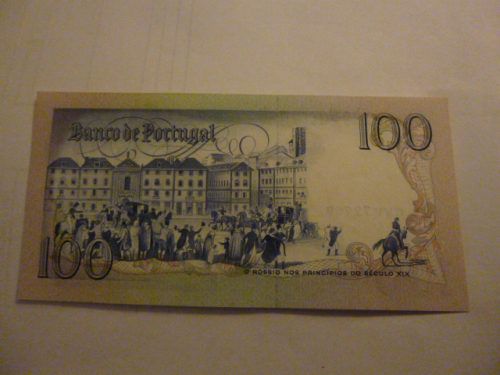 Banco de Portugal
100
100
O ROSSIO NOS PRINCÍPIOS DO SÉCULO XIX